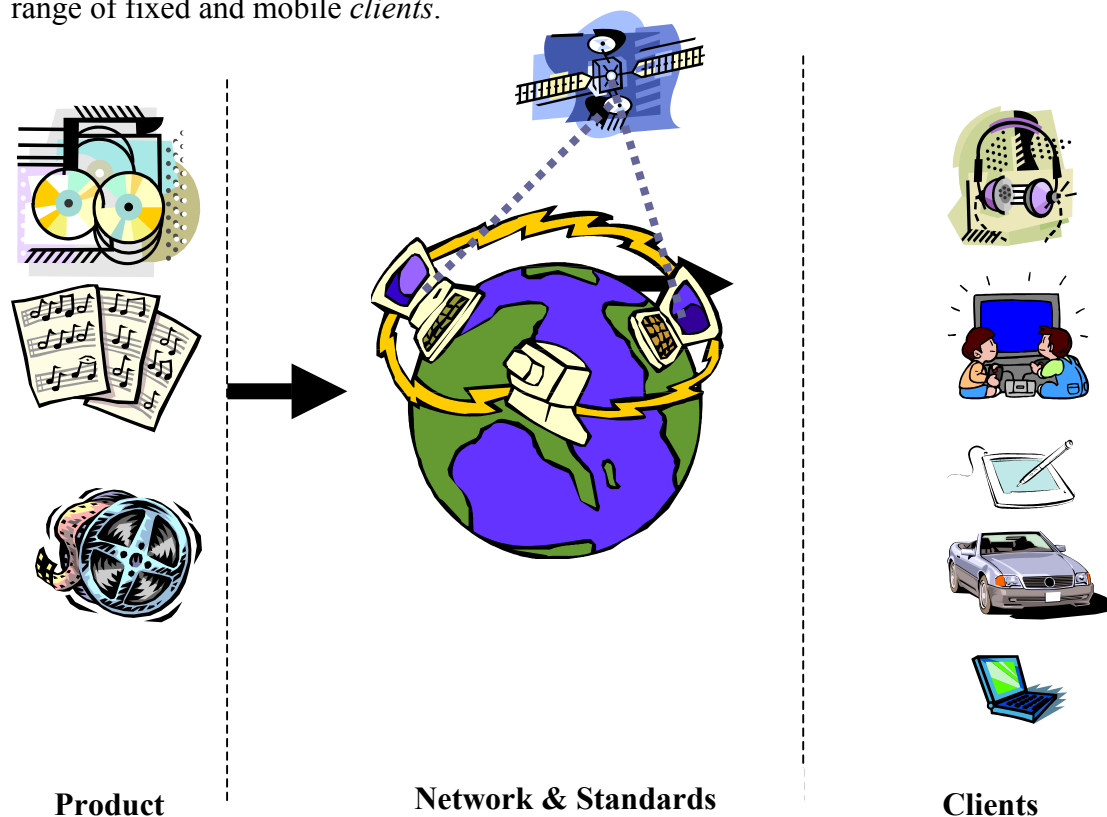 range of fixed and mobile clients.
Product
Network & Standards
Clients